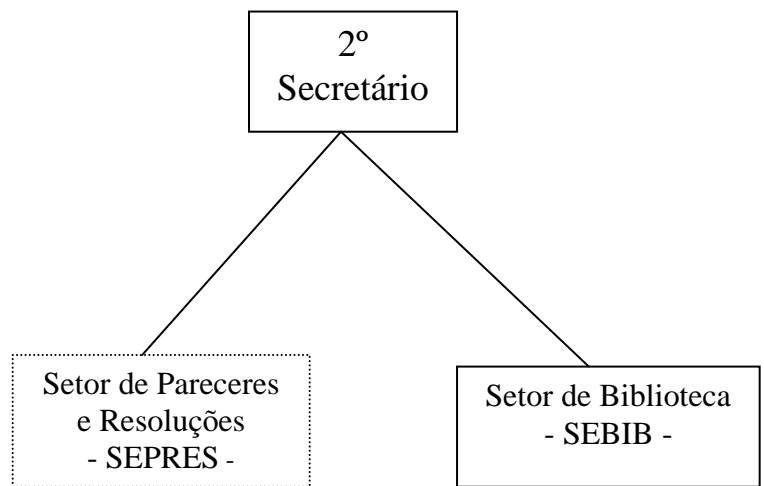 2º
Secretário
Setor de Pareceres
e Resoluções
- SEPRES -
Setor de Biblioteca
- SEBIB -